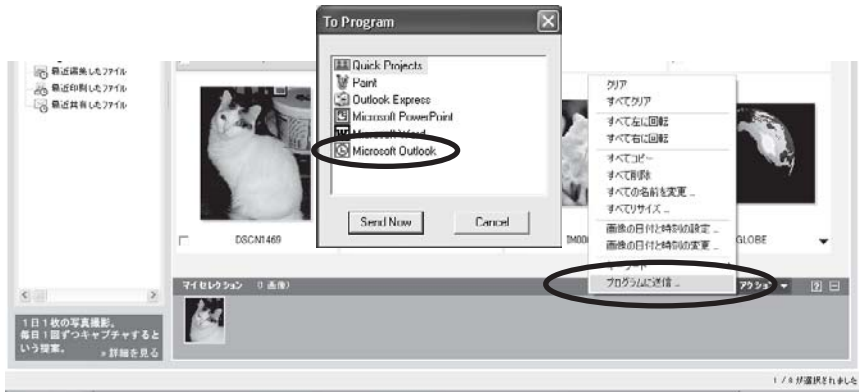 To Program
Quick Projects
Paint
Outlook Express
Microsoft PowerPoint
Microsoft Word
Microsoft Outlook
Send Now
Cancel
最近編集したファイル
最近印刷したファイル
最近共有したファイル
クリア
すべてクリア
すべて左に回転
すべて右に回転
すべてコピー
すべて削除
すべての名前を変更 ...
すべてリサイズ ...
画像の日付と時刻の設定 ...
画像の日付と時刻の変更 ...
キーワード
プログラムに送信 ...
DSCN1469
GLOBE
マイセレクション
アクション
1日1枚の写真撮影。
毎日1回ずつキャプチャすると
いう提案。
» 詳細を見る
が選択されました